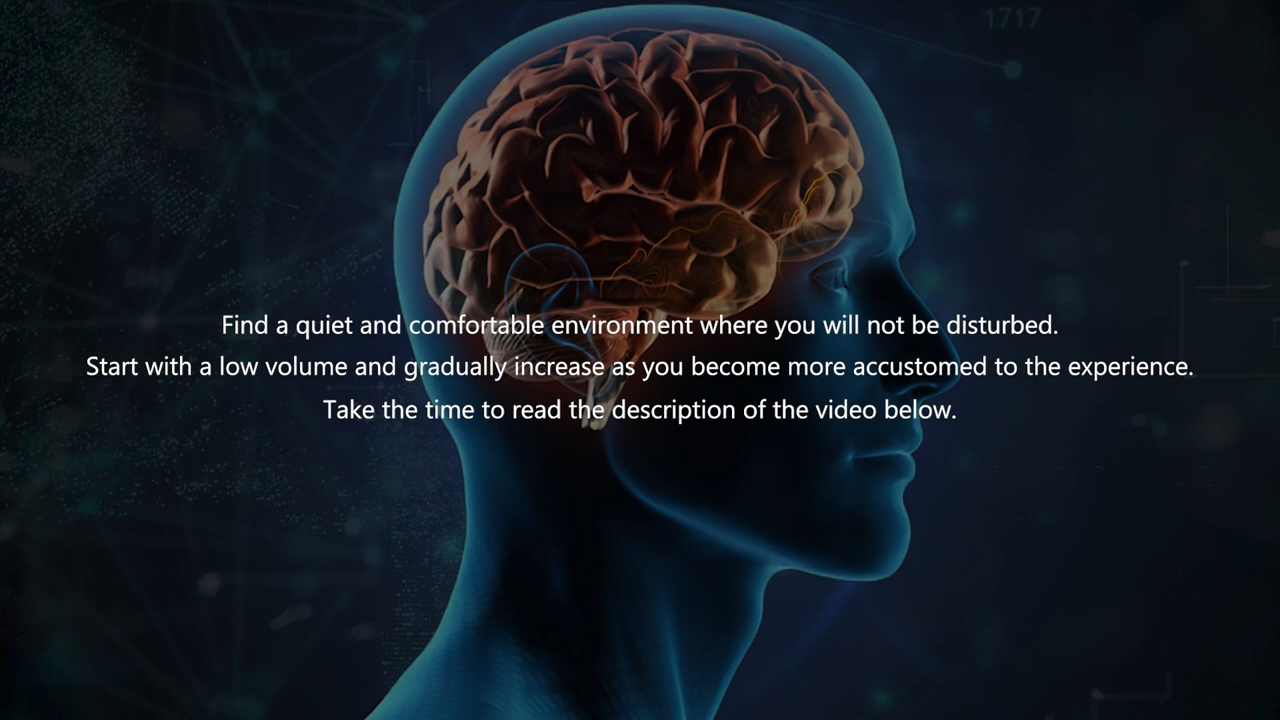 1717
Find a quiet and comfortable environment where you will not be disturbed.
Start with a low volume and gradually increase as you become more accustomed to the experience.
Take the time to read the description of the video below.